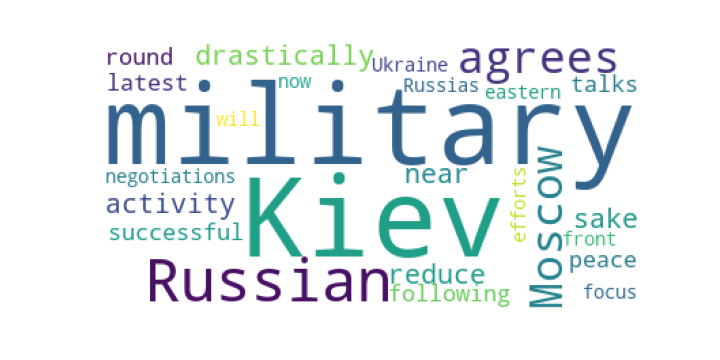 round
drastically
Ukraine
agrees
latest
now
Russias
eastern
talks
military
will
negotiations
Kiev
near
efforts
Moscow
activity
sake
successful
front
Russian
reduce
peace
following
focus